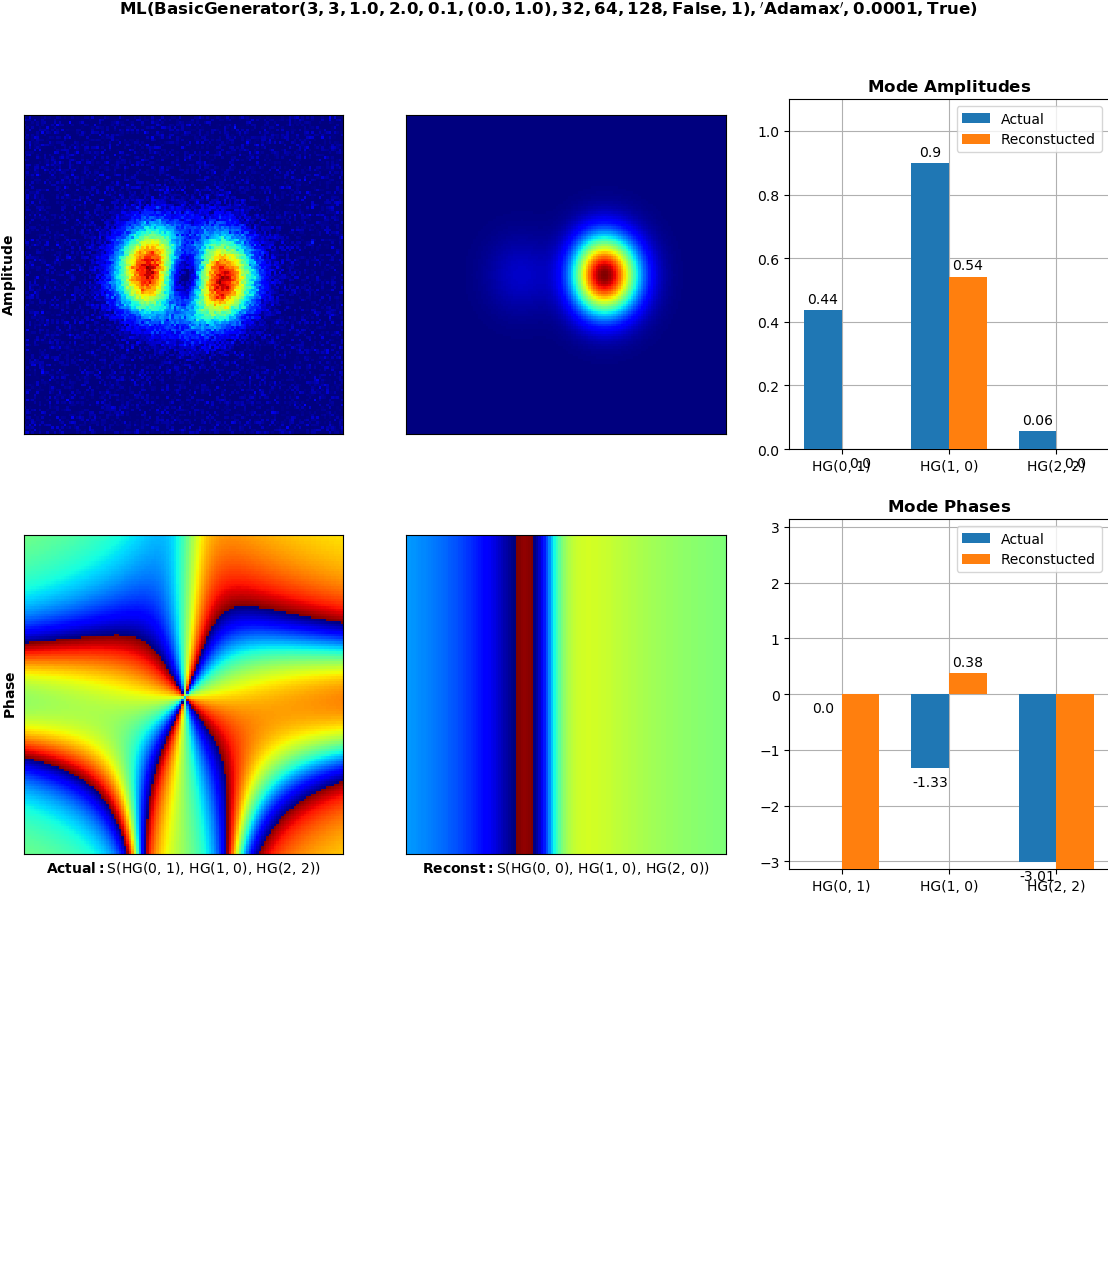 ML(BasicGenerator(3, 3, 1.0, 2.0, 0.1, (0.0, 1.0), 32, 64, 128, False, 1), ′Adamax′, 0.0001, True)
Amplitude
Mode Amplitudes
Actual
Reconstucted
1.0
0.8
0.6
0.4
0.2
0.0
0.44
0.0
0.9
0.54
0.06
0.0
HG(0, 1)
HG(1, 0)
HG(2, 2)
Phase
Actual: S(HG(0, 1), HG(1, 0), HG(2, 2))
Reconst: S(HG(0, 0), HG(1, 0), HG(2, 0))
Mode Phases
Actual
Reconstucted
3
2
1
0
−1
−2
−3
0.0
-1.33
0.38
-3.01
HG(0, 1)
HG(1, 0)
HG(2, 2)